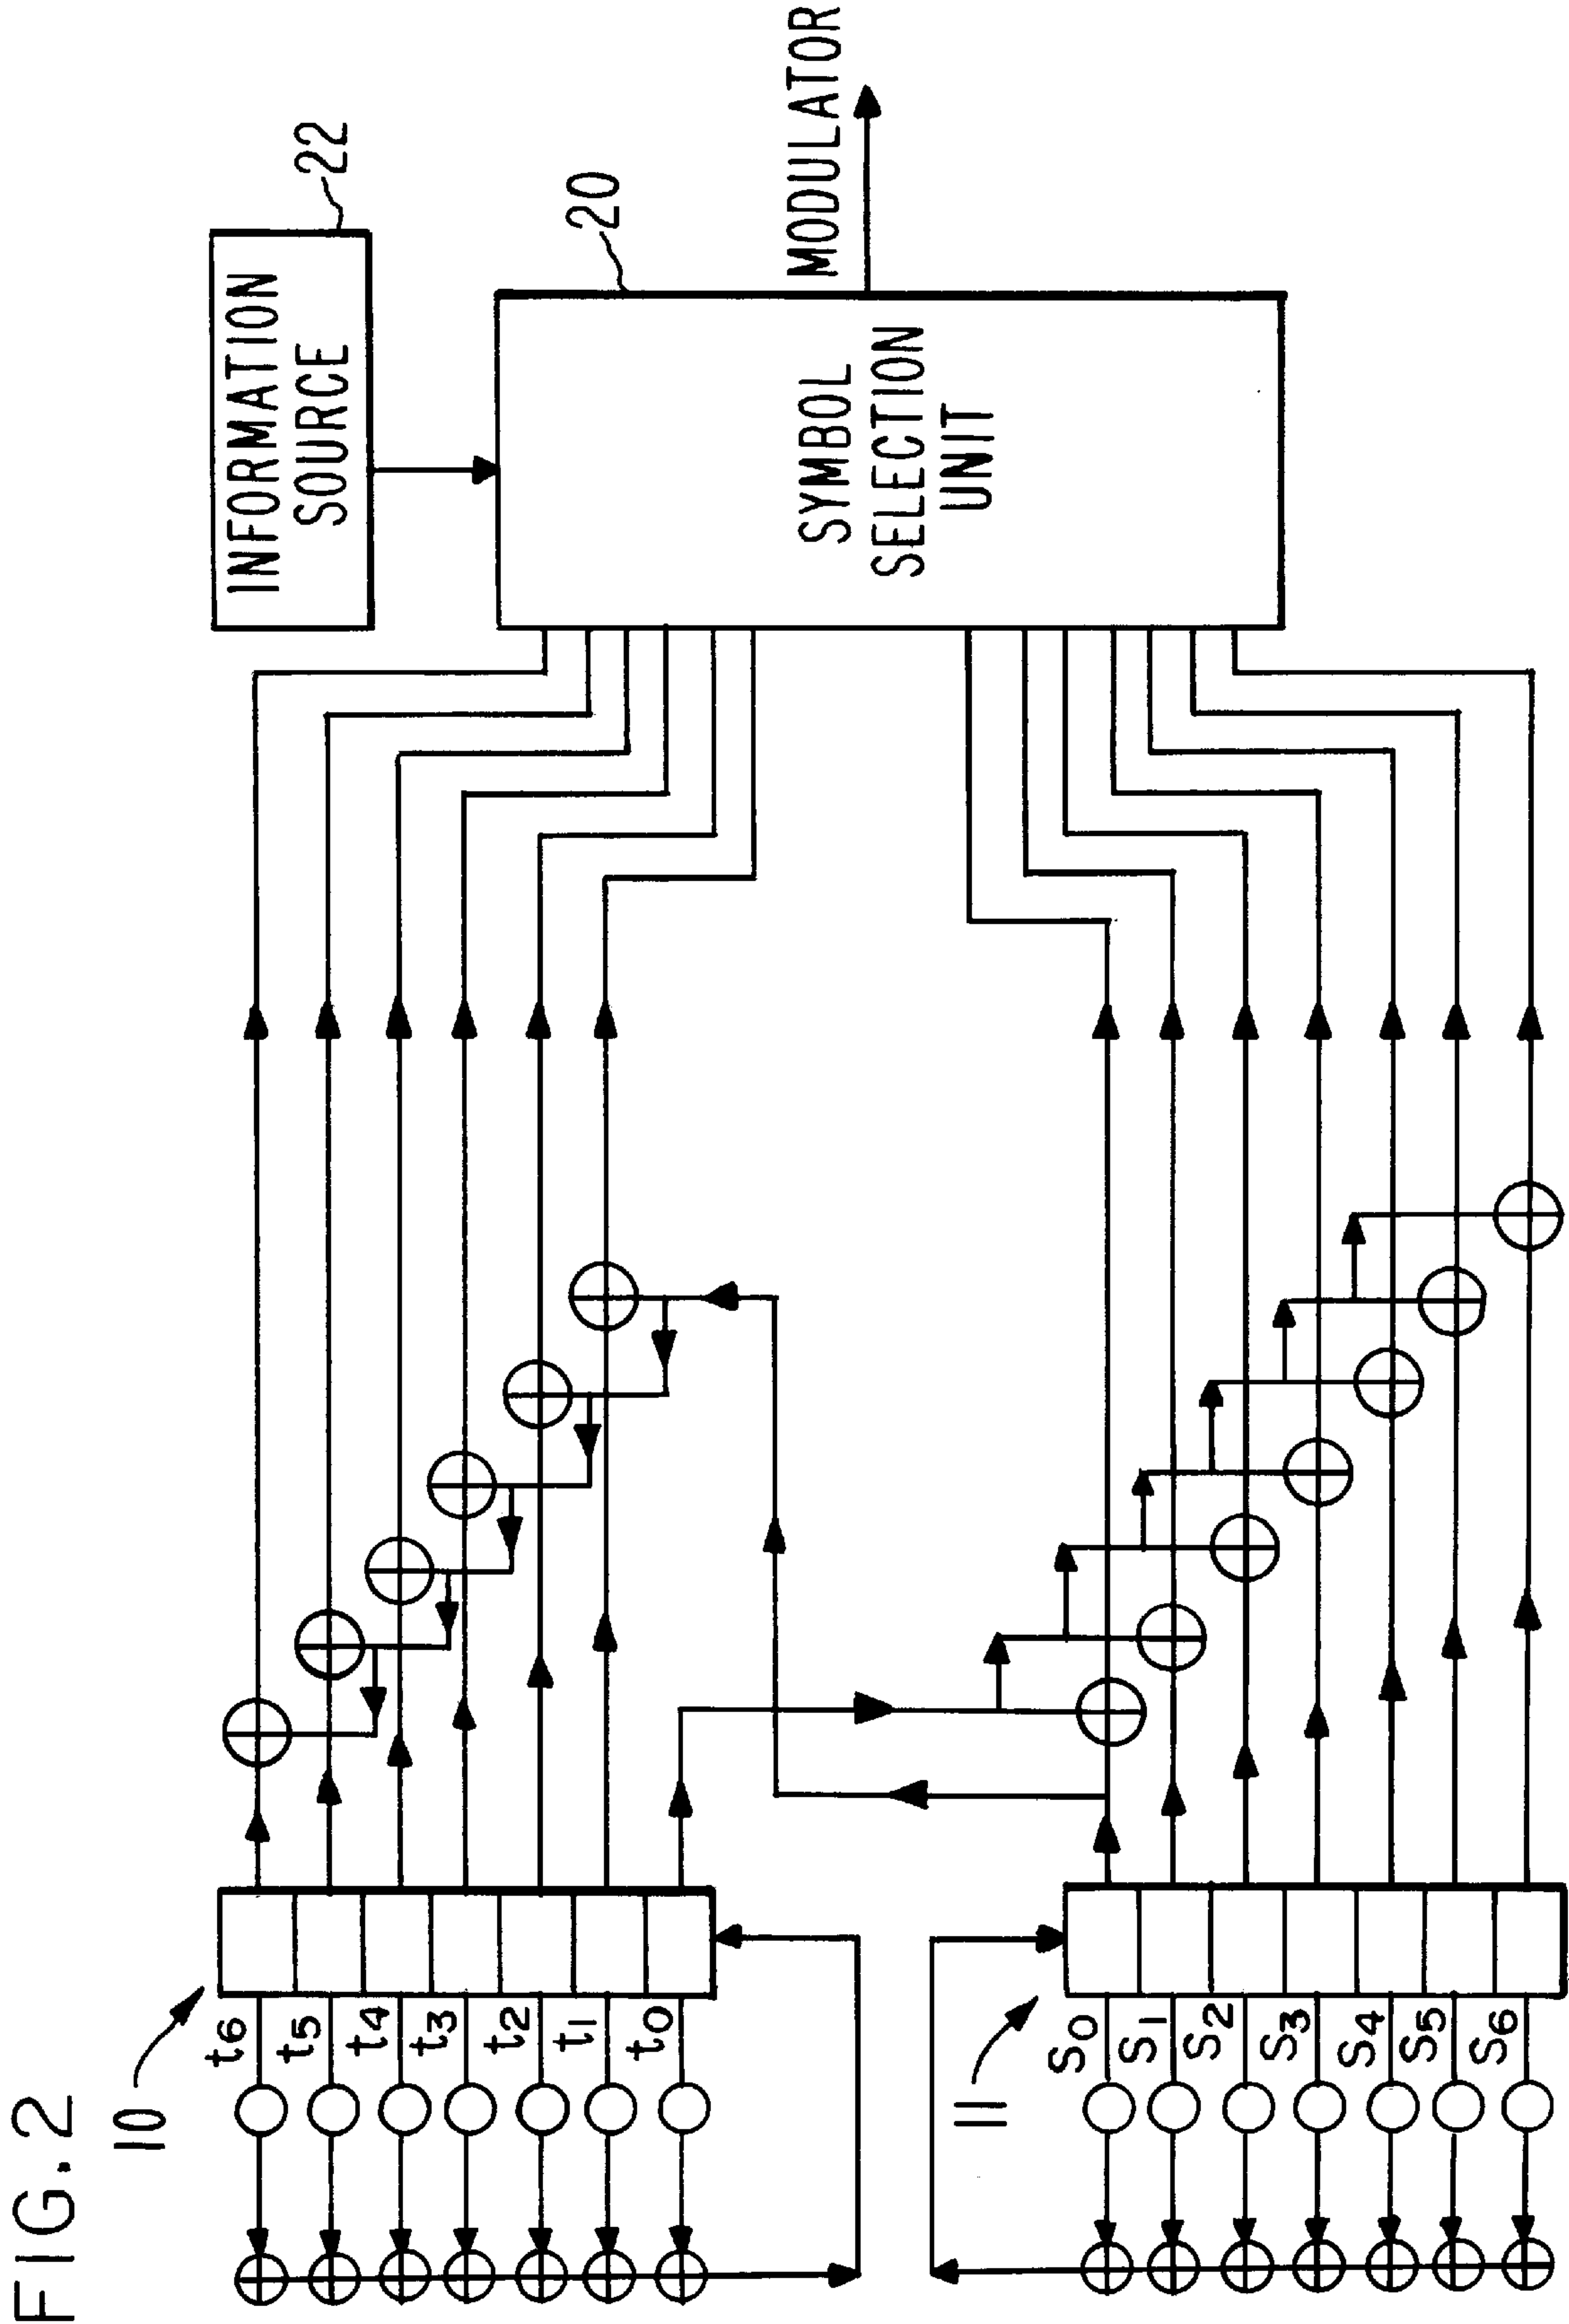 FIG.2
10
t6
t5
t4
t3
t2
t1
t0
11
S0
S1
S2
S3
S4
S5
S6
INFORMATION
SOURCE
22
SYMBOL
SELECTION
UNIT
20
MODULATOR